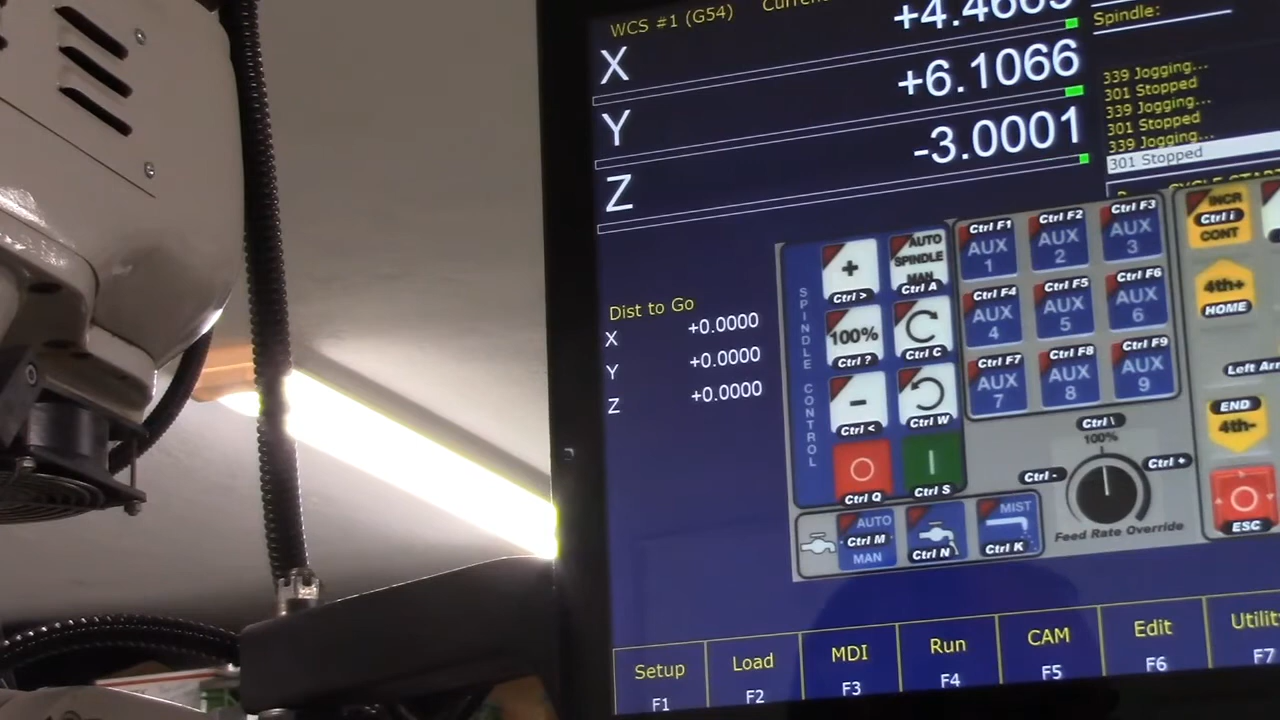 WCS #1 (G54)
X +4.4605
Y +6.1066
Z -3.0001
Spindle:
339 Jogging...
301 Stopped
339 Jogging...
301 Stopped
339 Jogging...
301 Stopped
Dist to Go
X +0.0000
Y +0.0000
Z +0.0000
SPINDLE CONTROL
+
Ctrl >
AUTO
SPINDLE
MAN
Ctrl A
100%
Ctrl ?
Ctrl C
-
Ctrl <
Ctrl W
Ctrl Q
Ctrl S
AUTO
Ctrl M
MAN
Ctrl N
MIST
Ctrl K
Ctrl F1
AUX
1
Ctrl F2
AUX
2
Ctrl F3
AUX
3
Ctrl F4
AUX
4
Ctrl F5
AUX
5
Ctrl F6
AUX
6
Ctrl F7
AUX
7
Ctrl F8
AUX
8
Ctrl F9
AUX
9
Ctrl \
100%
Ctrl -
Ctrl +
Feed Rate Override
INCR
Ctrl i
CONT
4th+
HOME
Left
END
4th-
ESC
Setup F1
Load F2
MDI F3
Run F4
CAM F5
Edit F6
Utility F7